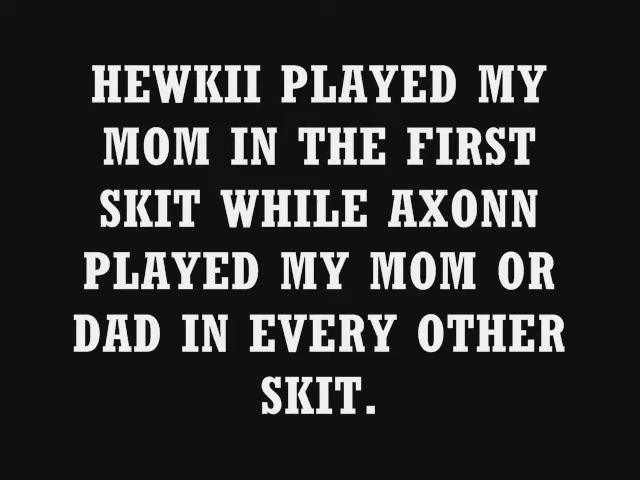 HEWKII PLAYED MY
MOM IN THE FIRST
SKIT WHILE AXONN
PLAYED MY MOM OR
DAD IN EVERY OTHER
SKIT.